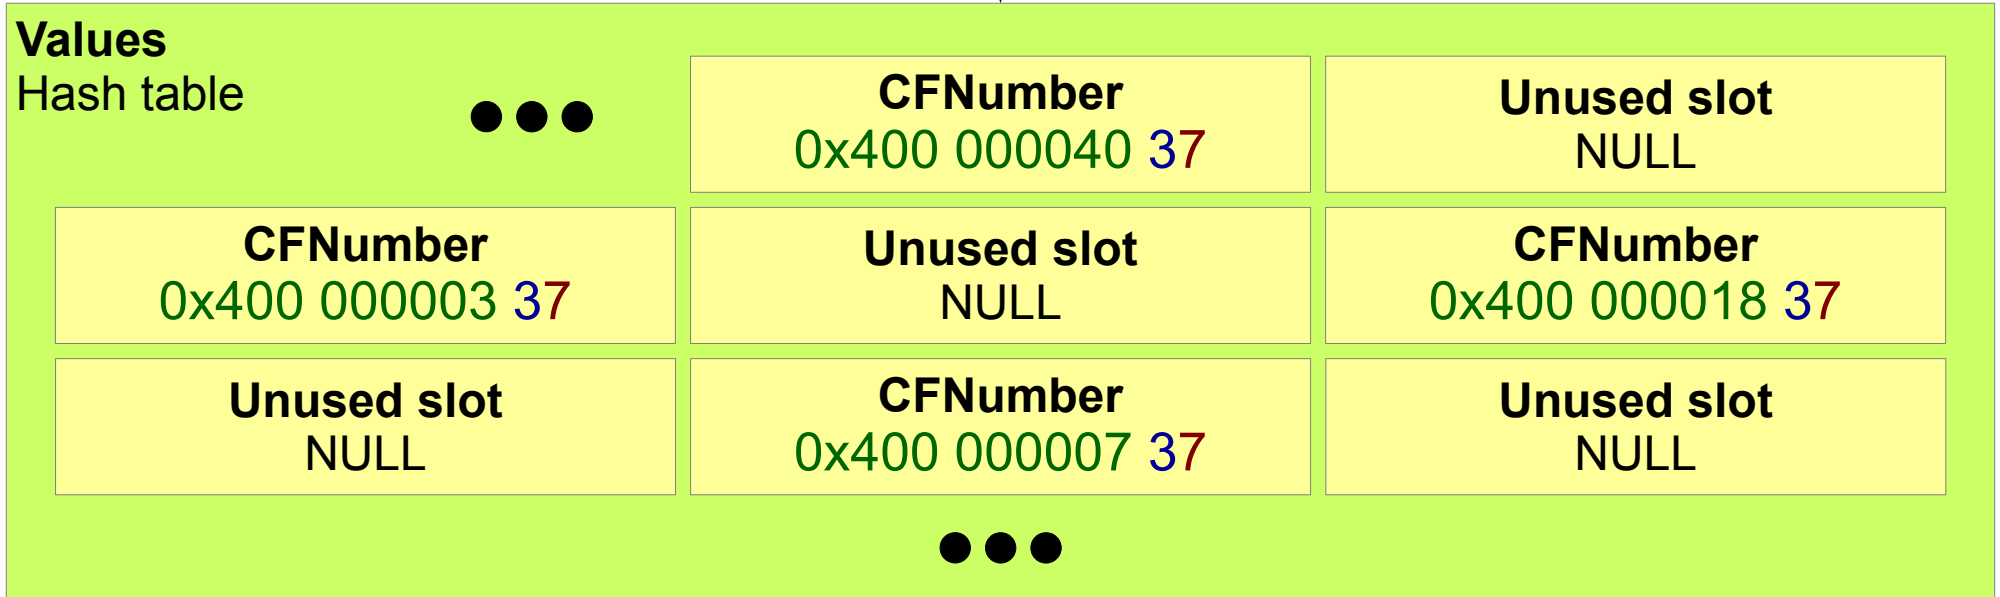 Values
Hash table
CFNumber
0x400 000040 37
Unused slot
NULL
CFNumber
0x400 000003 37
Unused slot
NULL
CFNumber
0x400 000018 37
Unused slot
NULL
CFNumber
0x400 000007 37
Unused slot
NULL